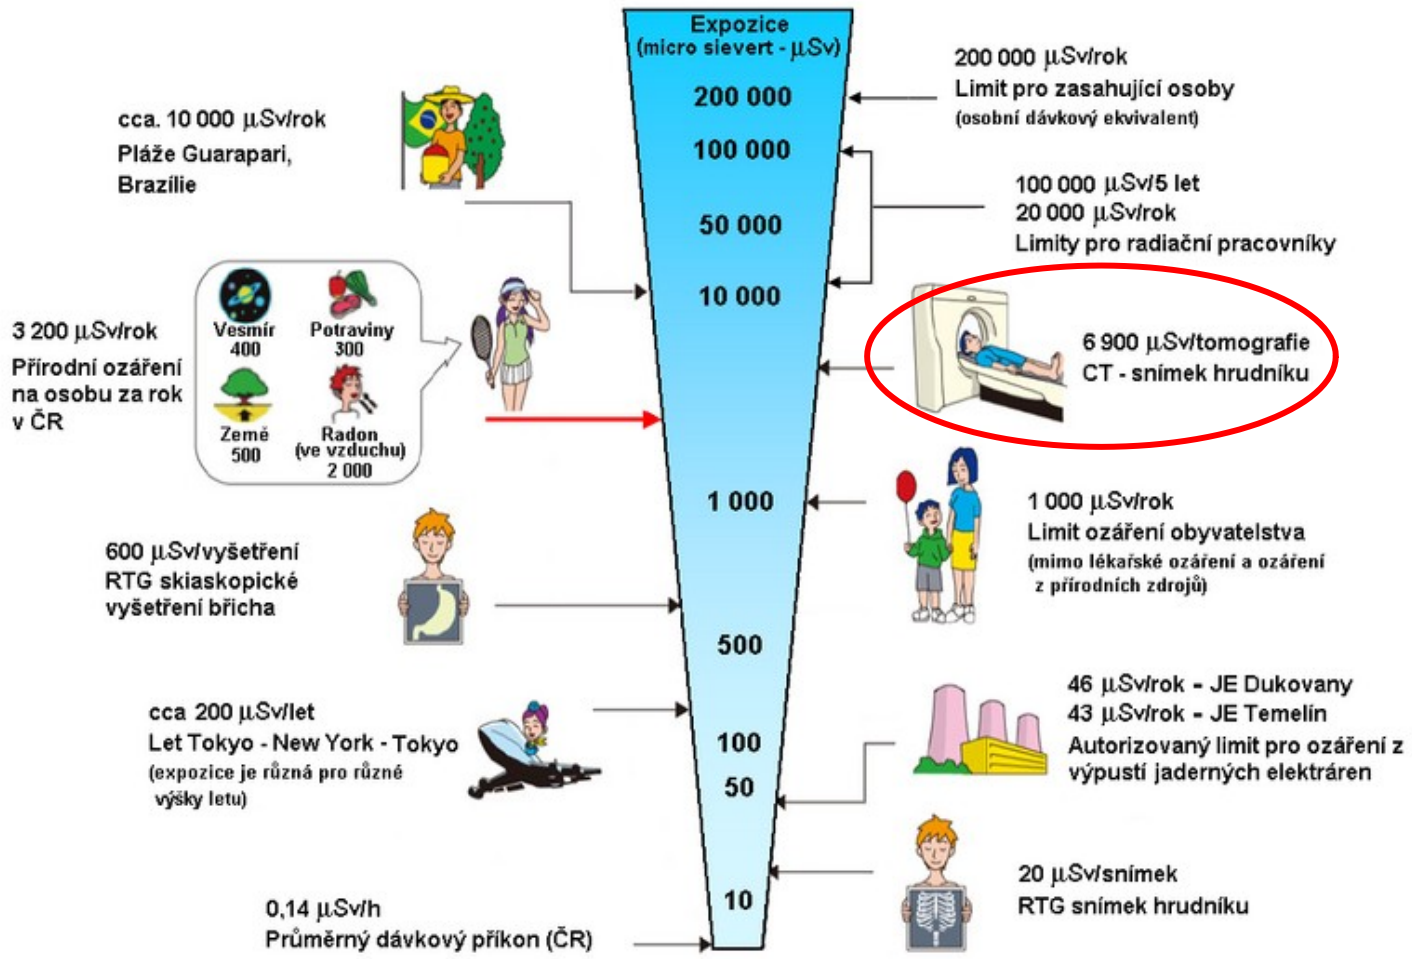 Expozice
(micro sievert - μSv)
200 000
100 000
50 000
10 000
1 000
500
100
50
10
cca. 10 000 μSv/rok
Pláže Guarapari,
Brazílie
3 200 μSv/rok
Přírodní ozáření
na osobu za rok
v ČR
Vesmír
400
Potraviny
300
Země
500
Radon
(ve vzduchu)
2 000
600 μSv/vyšetření
RTG skiaskopické
vyšetření břicha
cca 200 μSv/let
Let Tokyo - New York - Tokyo
(expozice je různá pro různé
výšky letu)
0,14 μSv/h
Průměrný dávkový příkon (ČR)
200 000 μSv/rok
Limit pro zasahující osoby
(osobní dávkový ekvivalent)
100 000 μSv/5 let
20 000 μSv/rok
Limity pro radiační pracovníky
6 900 μSv/tomografie
CT - snímek hrudníku
1 000 μSv/rok
Limit ozáření obyvatelstva
(mimo lékařské ozáření a ozáření
z přírodních zdrojů)
46 μSv/rok - JE Dukovany
43 μSv/rok - JE Temelín
Autorizovaný limit pro ozáření z
výpustí jaderných elektráren
20 μSv/snímek
RTG snímek hrudníku